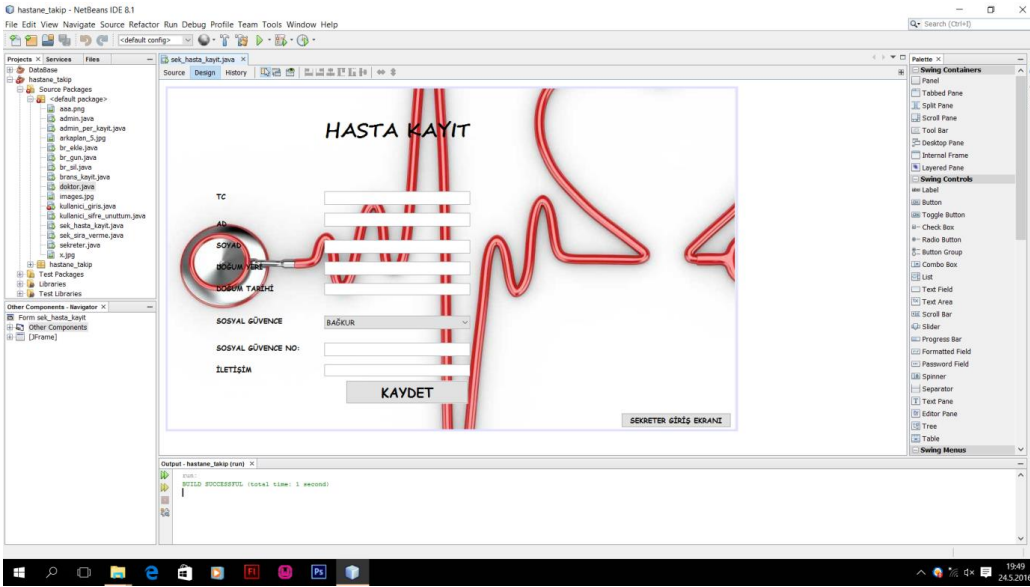 hastane_takip - NetBeans IDE 8.1
File Edit View Navigate Source Refactor Run Debug Profile Team Tools Window Help
Search (Ctrl+I)
<default config>
Projects Services Files
sek_hasta_kayit.java
Palette
Source Design History
DataBase
hastane_takip
Source Packages
<default package>
aaa.png
admin.java
admin_per_kayit.java
arkaplan_5.jpg
br_ekle.java
br_gun.java
br_sil.java
brans_kayit.java
doktor.java
images.jpg
kullanici_giris.java
kullanici_sifre_unuttum.java
sek_hasta_kayit.java
sek_sira_verme.java
sekreter.java
x.jpg
hastane_takip
Test Packages
Libraries
Test Libraries
Other Components - Navigator
Form sek_hasta_kayit
Other Components
[JFrame]
HASTA KAYIT
TC
AD
SOYAD
DOĞUM YERİ
DOĞUM TARİHİ
SOSYAL GÜVENCE
BAĞKUR
SOSYAL GÜVENCE NO:
İLETİŞİM
KAYDET
SEKRETER GİRİŞ EKRANI
Swing Containers
Panel
Tabbed Pane
Split Pane
Scroll Pane
Tool Bar
Desktop Pane
Internal Frame
Layered Pane
Swing Controls
Label
Button
Toggle Button
Check Box
Radio Button
Button Group
Combo Box
List
Text Field
Text Area
Scroll Bar
Slider
Progress Bar
Formatted Field
Password Field
Spinner
Separator
Text Pane
Editor Pane
Tree
Table
Swing Menus
Output - hastane_takip (run)
run:
BUILD SUCCESSFUL (total time: 1 second)
Fl
Ps
19:49